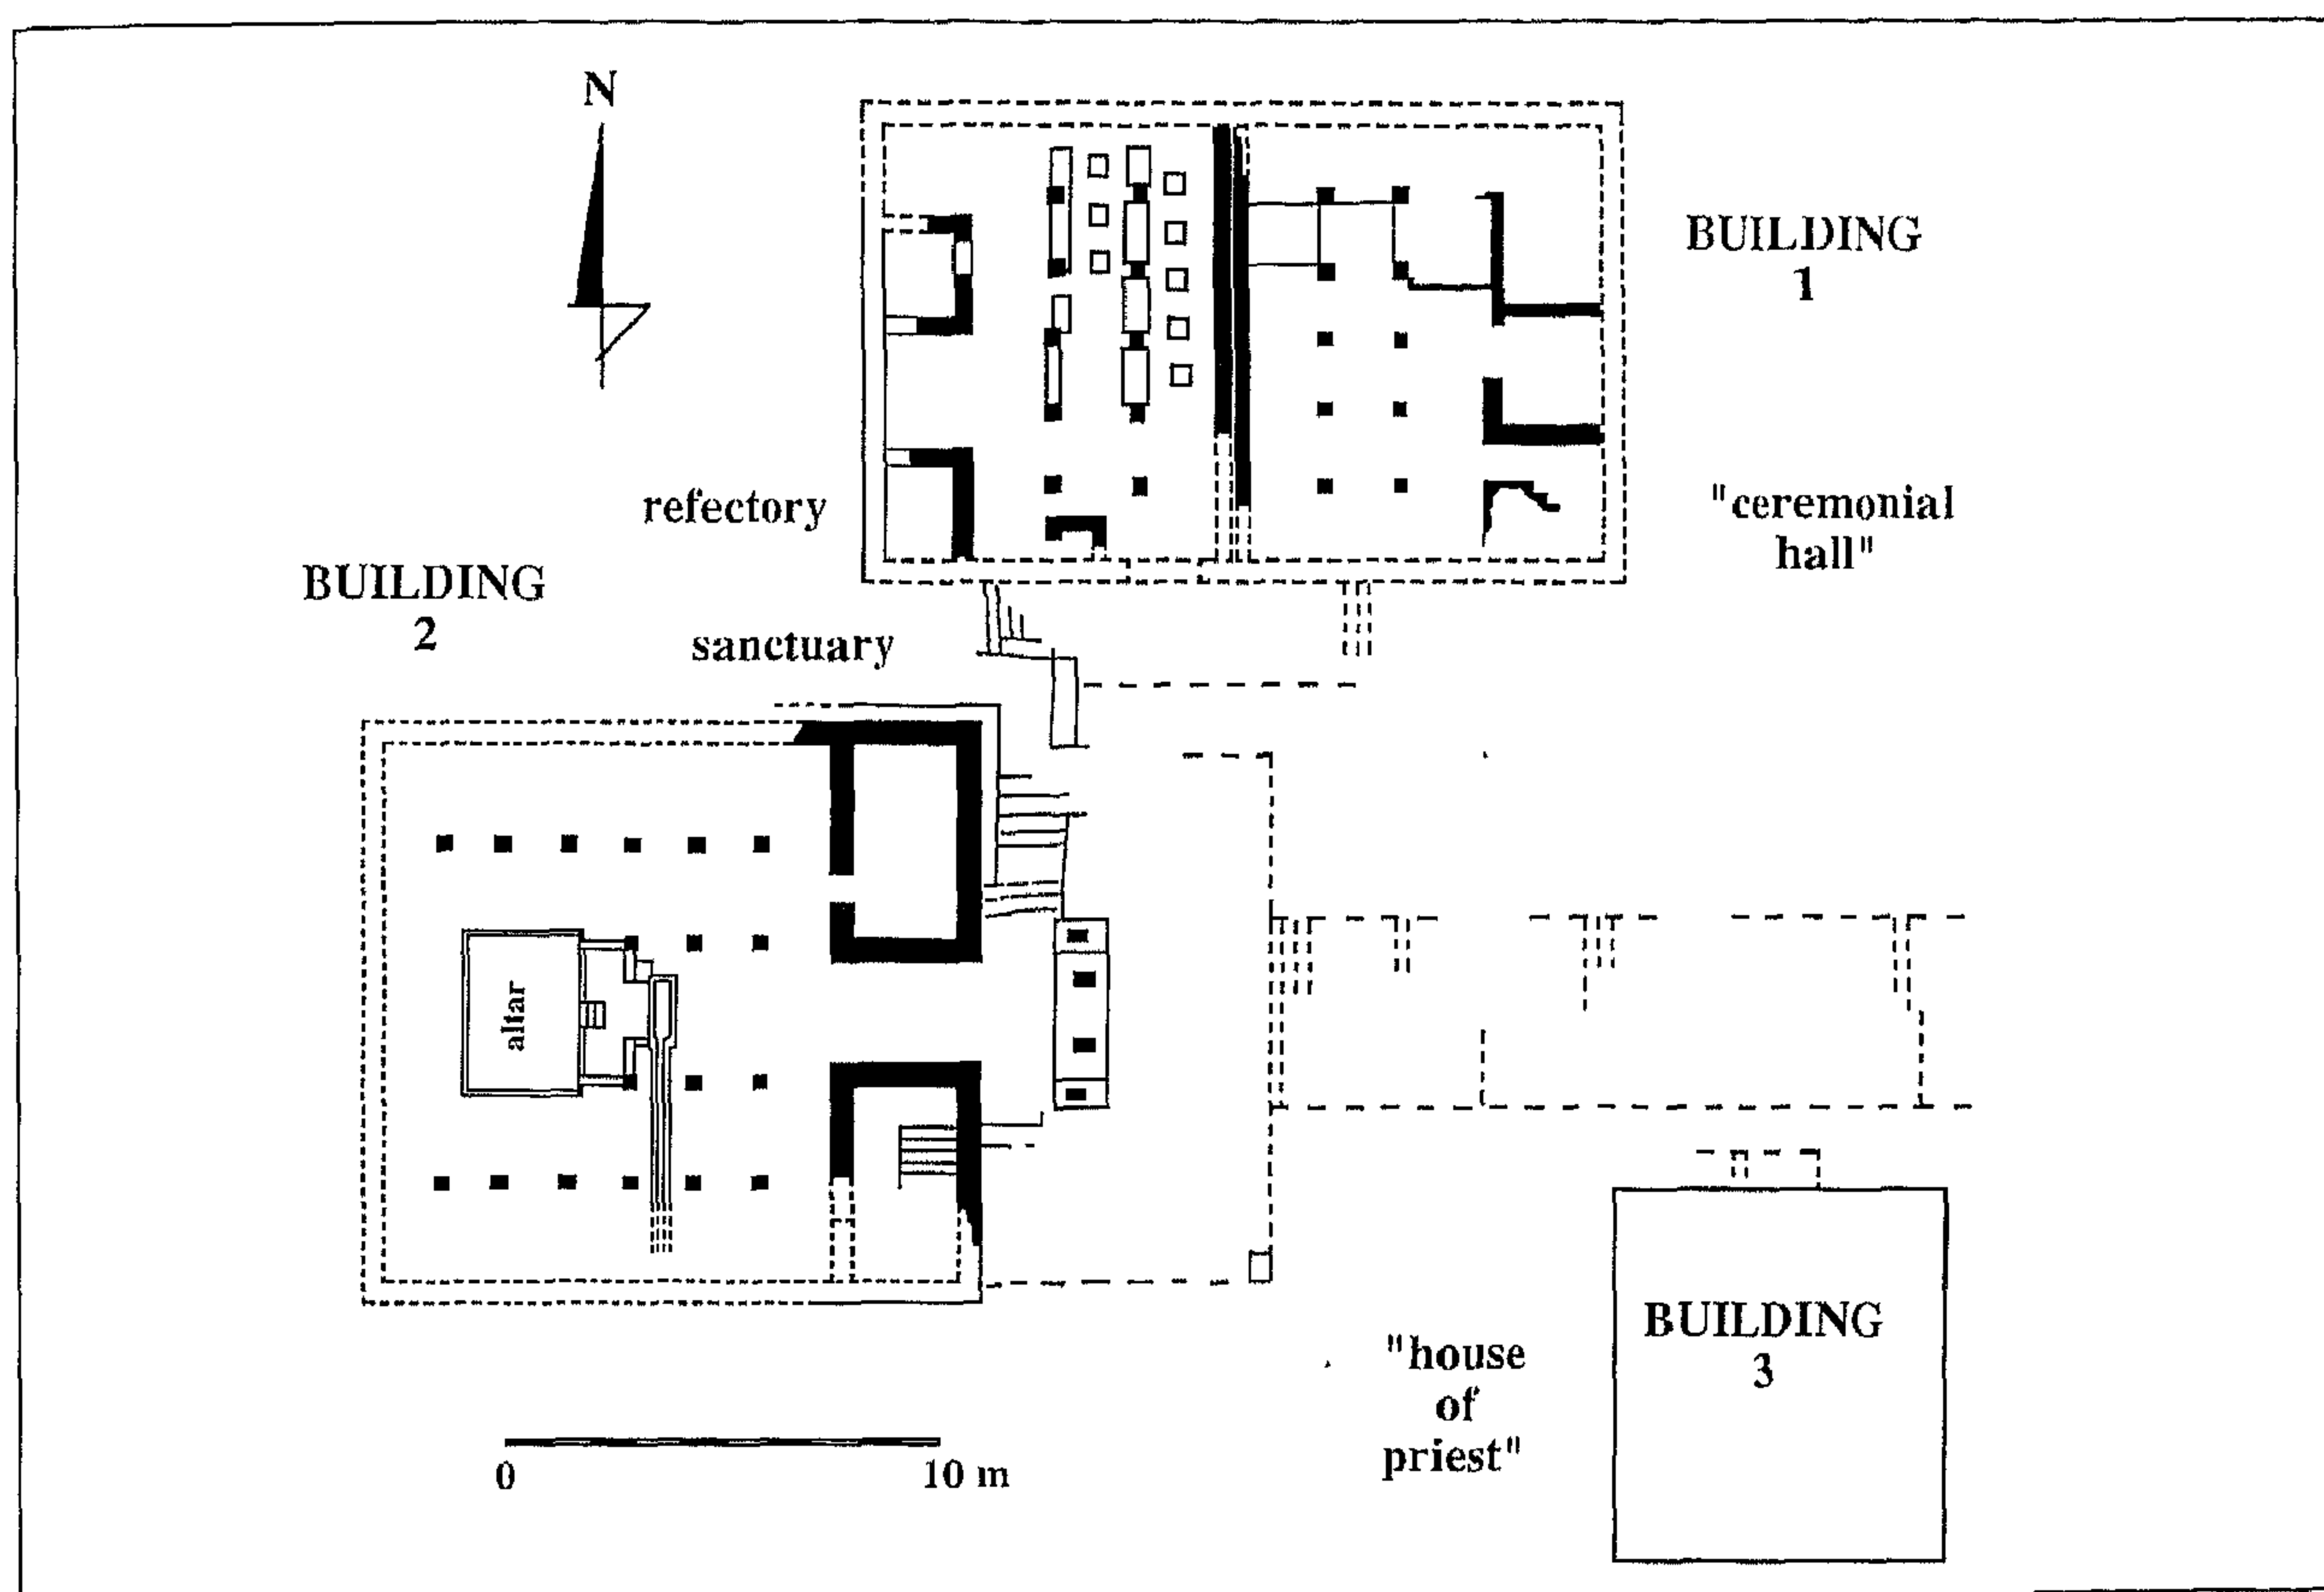 N
BUILDING
1
refectory
"ceremonial
hall"
BUILDING
2
sanctuary
altar
BUILDING
3
"house
of
priest"
0 10 m